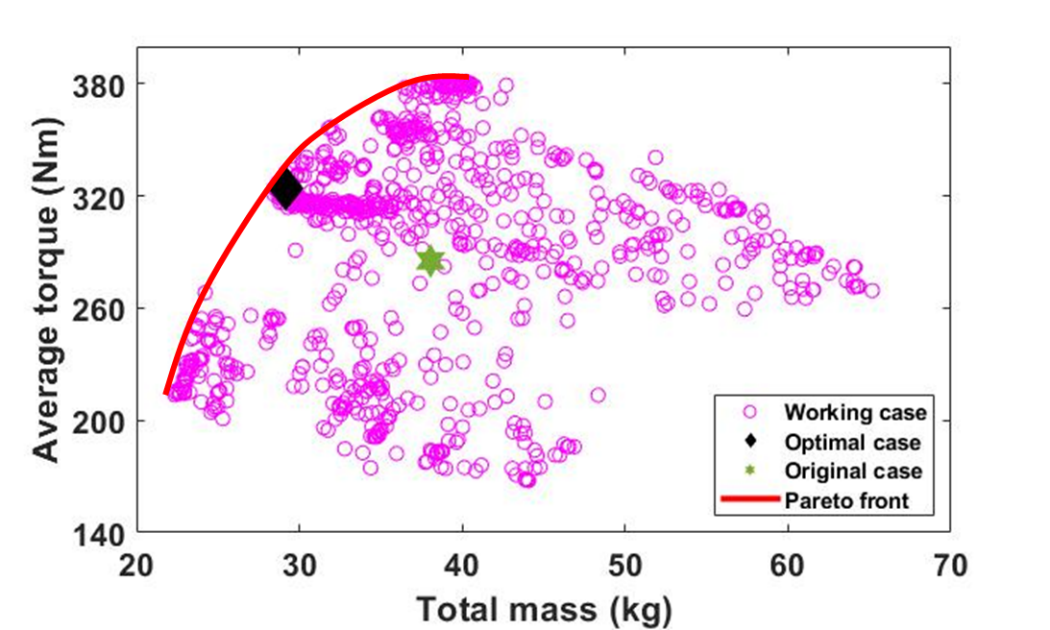 Average torque (Nm)
380
320
260
200
140
20 30 40 50 60 70
Total mass (kg)
Working case
Optimal case
Original case
Pareto front